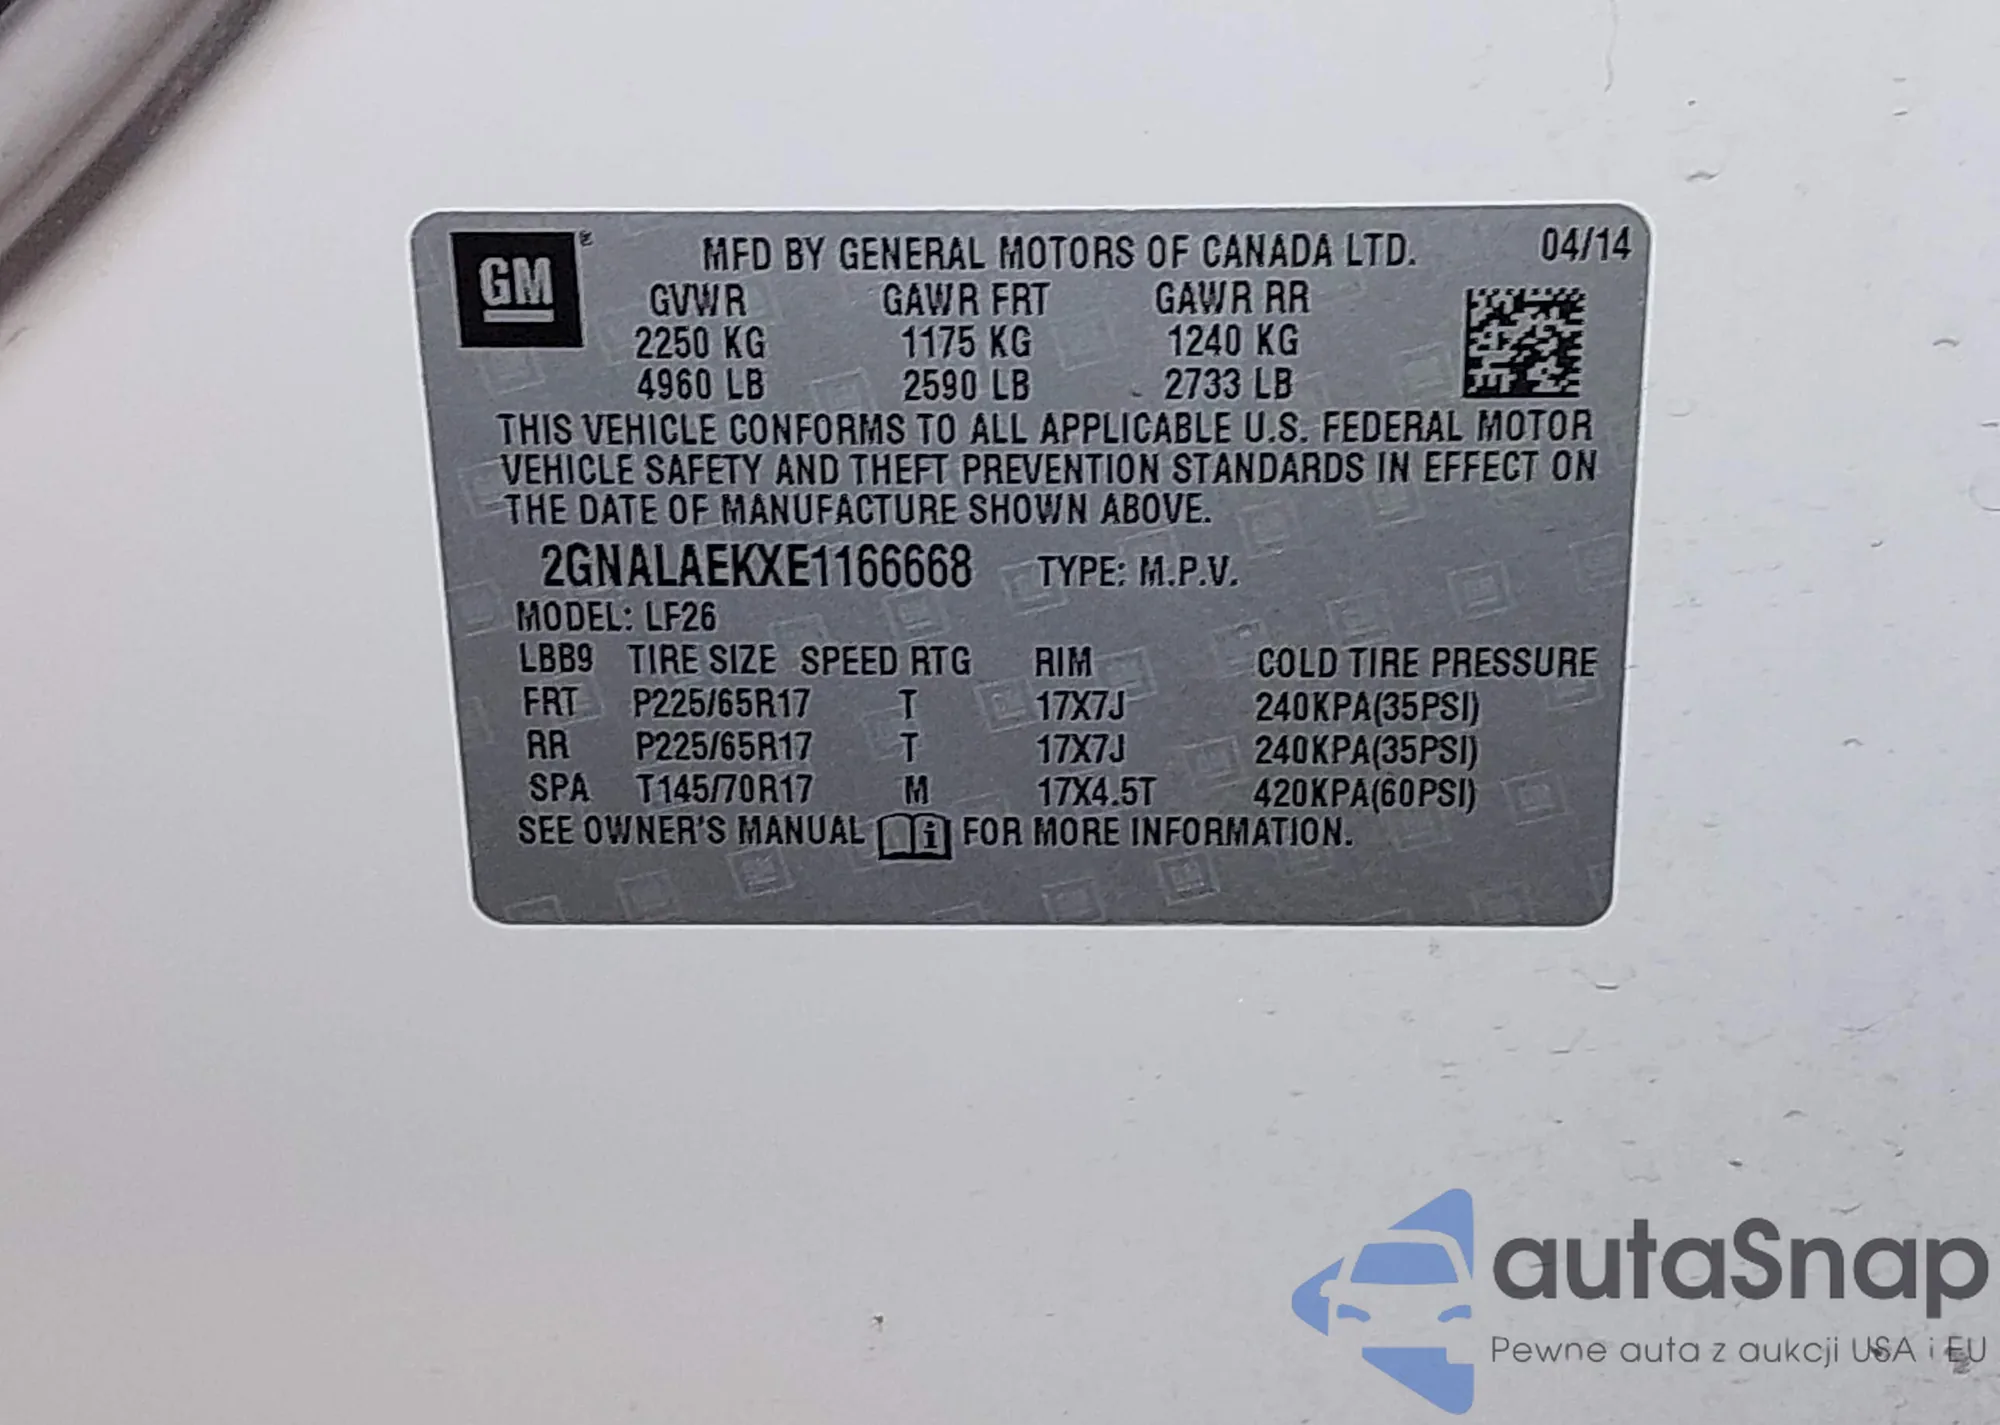 GM
MFD BY GENERAL MOTORS OF CANADA LTD. 04/14
GVWR GAWR FRT GAWR RR
2250 KG 1175 KG 1240 KG
4960 LB 2590 LB 2733 LB
THIS VEHICLE CONFORMS TO ALL APPLICABLE U.S. FEDERAL MOTOR
VEHICLE SAFETY AND THEFT PREVENTION STANDARDS IN EFFECT ON
THE DATE OF MANUFACTURE SHOWN ABOVE.
2GNALAEKXE1166668 TYPE: M.P.V.
MODEL: LF26
LBB9 TIRE SIZE SPEED RTG RIM COLD TIRE PRESSURE
FRT P225/65R17 T 17X7J 240KPA(35PSI)
RR P225/65R17 T 17X7J 240KPA(35PSI)
SPA T145/70R17 M 17X4.5T 420KPA(60PSI)
SEE OWNER'S MANUAL i FOR MORE INFORMATION.
autaSnap
Pewne auta z aukcji USA i EU